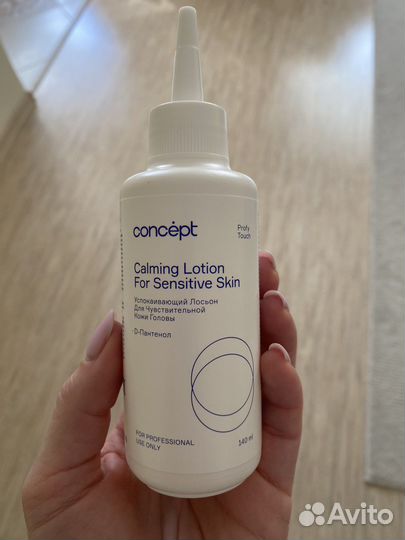 concépt
Profy
Touch
Calming Lotion
For Sensitive Skin
Успокаивающий Лосьон
Для Чувствительной
Кожи Головы
D-Пантенол
FOR PROFESSIONAL
USE ONLY
140 ml
Avito